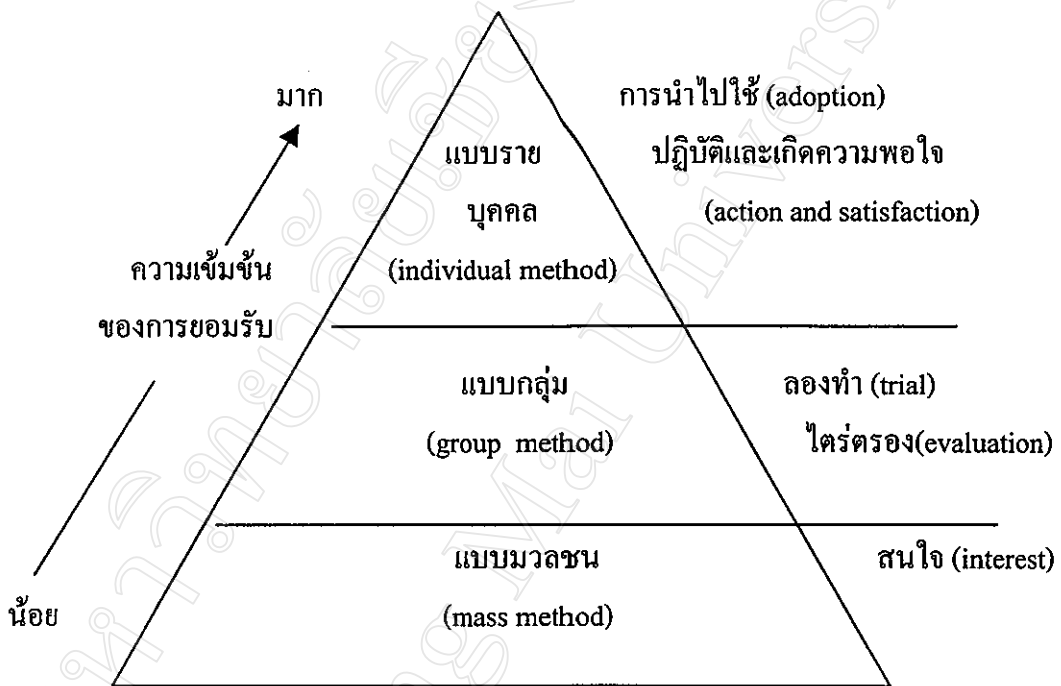 มาก
การนำไปใช้ (adoption)
แบบราย
ปฏิบัติและเกิดความพอใจ
บุคคล
(action and satisfaction)
ความเข้มข้น
(individual method)
ของการยอมรับ
แบบกลุ่ม
ลองทำ (trial)
(group method)
ไตร่ตรอง(evaluation)
แบบมวลชน
สนใจ (interest)
น้อย
(mass method)